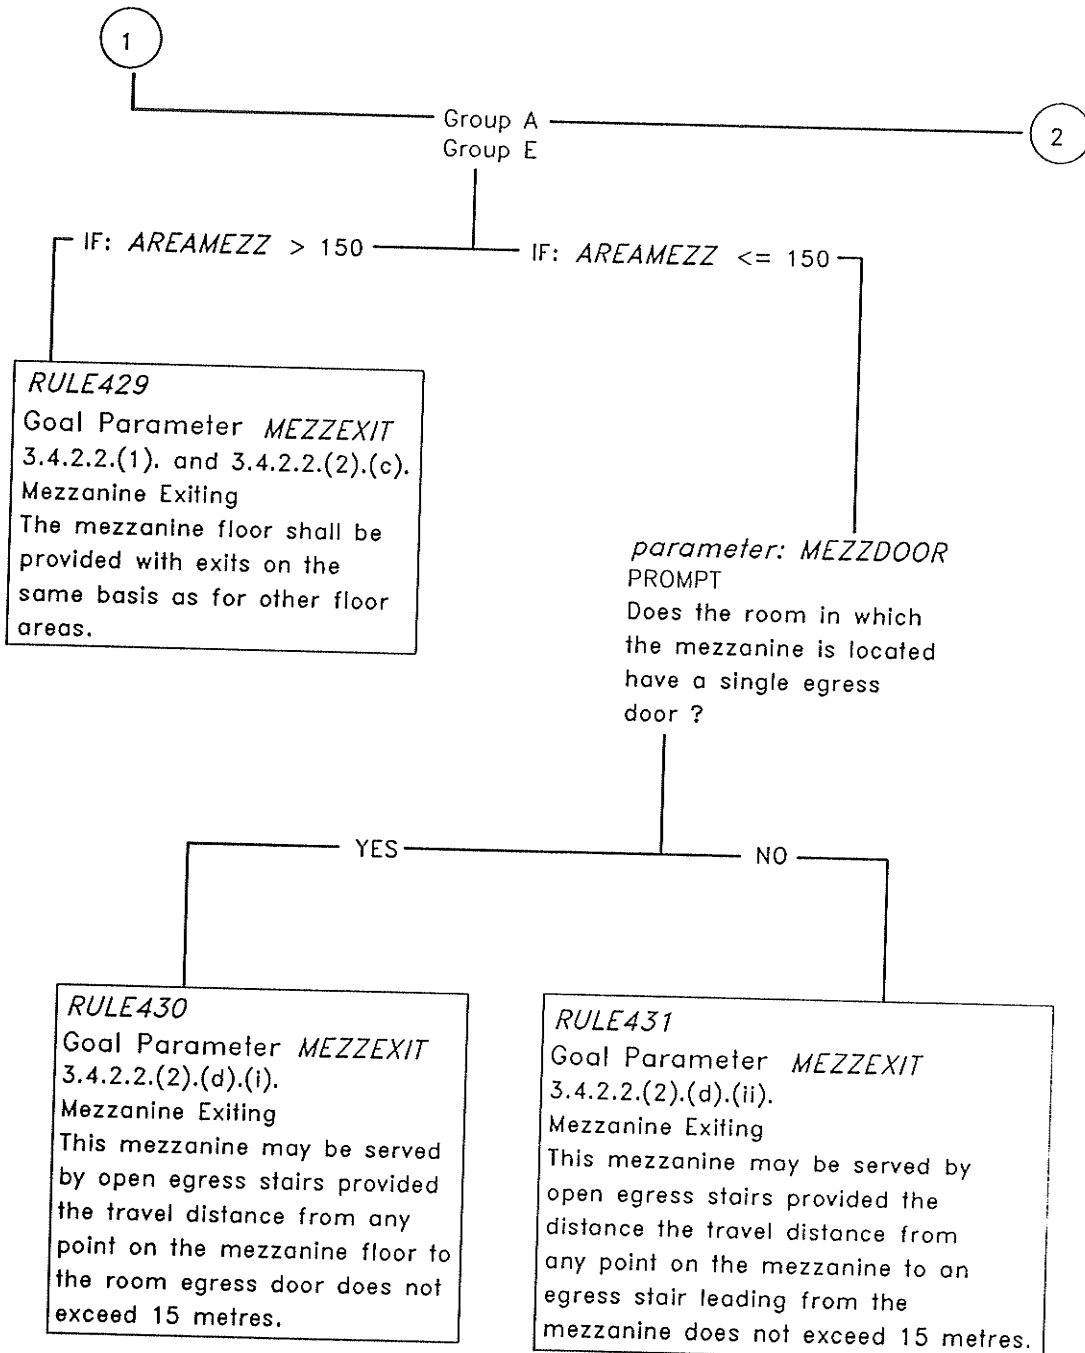 1
Group A
Group E
2
IF: AREAMEZZ > 150
IF: AREAMEZZ <= 150
RULE429
Goal Parameter MEZZEXIT
3.4.2.2.(1). and 3.4.2.2.(2).(c).
Mezzanine Exiting
The mezzanine floor shall be
provided with exits on the
same basis as for other floor
areas.
parameter: MEZZDOOR
PROMPT
Does the room in which
the mezzanine is located
have a single egress
door ?
YES
NO
RULE430
Goal Parameter MEZZEXIT
3.4.2.2.(2).(d).(i).
Mezzanine Exiting
This mezzanine may be served
by open egress stairs provided
the travel distance from any
point on the mezzanine floor to
the room egress door does not
exceed 15 metres.
RULE431
Goal Parameter MEZZEXIT
3.4.2.2.(2).(d).(ii).
Mezzanine Exiting
This mezzanine may be served by
open egress stairs provided the
distance the travel distance from
any point on the mezzanine to an
egress stair leading from the
mezzanine does not exceed 15 metres.